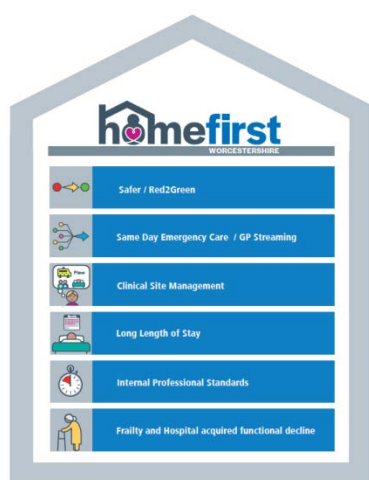 homefirst
WORCESTERSHIRE
Safer / Red2Green
Same Day Emergency Care / GP Streaming
Clinical Site Management
Long Length of Stay
Internal Professional Standards
Frailty and Hospital acquired functional decline